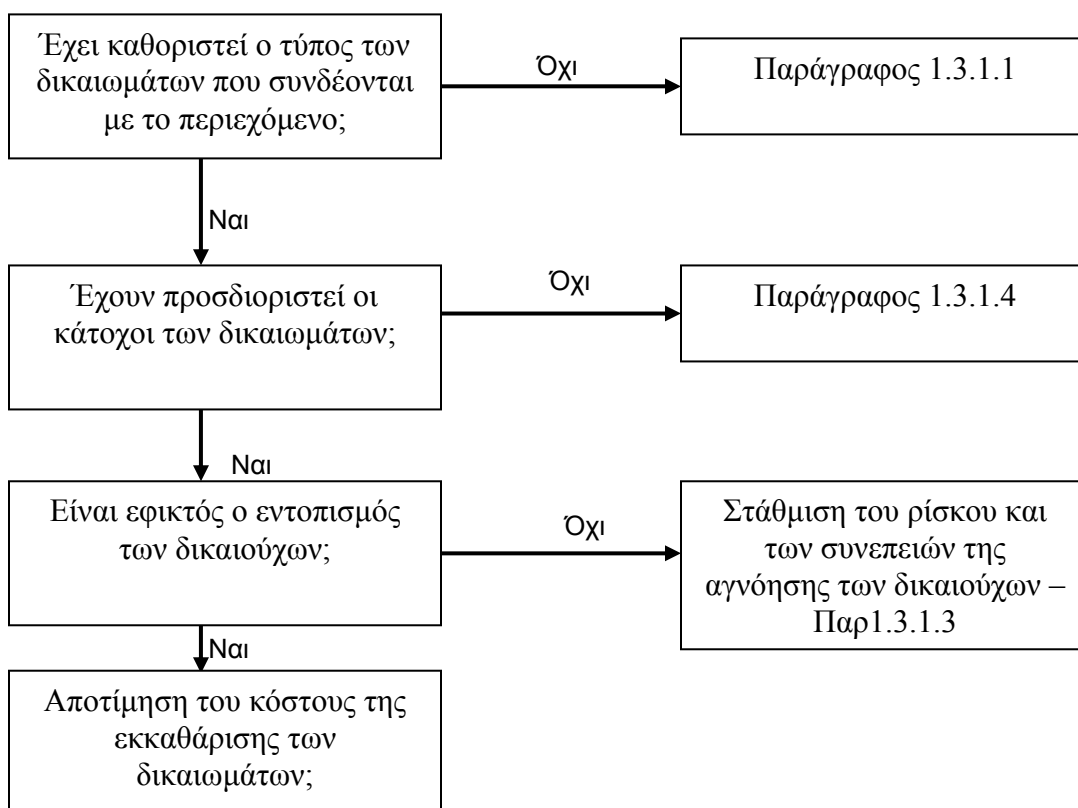 Έχει καθοριστεί ο τύπος των
δικαιωμάτων που συνδέονται
με το περιεχόμενο;
Όχι
Παράγραφος 1.3.1.1
Ναι
Έχουν προσδιοριστεί οι
κάτοχοι των δικαιωμάτων;
Όχι
Παράγραφος 1.3.1.4
Ναι
Είναι εφικτός ο εντοπισμός
των δικαιούχων;
Όχι
Στάθμιση του ρίσκου και
των συνεπειών της
αγνόησης των δικαιούχων –
Παρ1.3.1.3
Ναι
Αποτίμηση του κόστους της
εκκαθάρισης των
δικαιωμάτων;